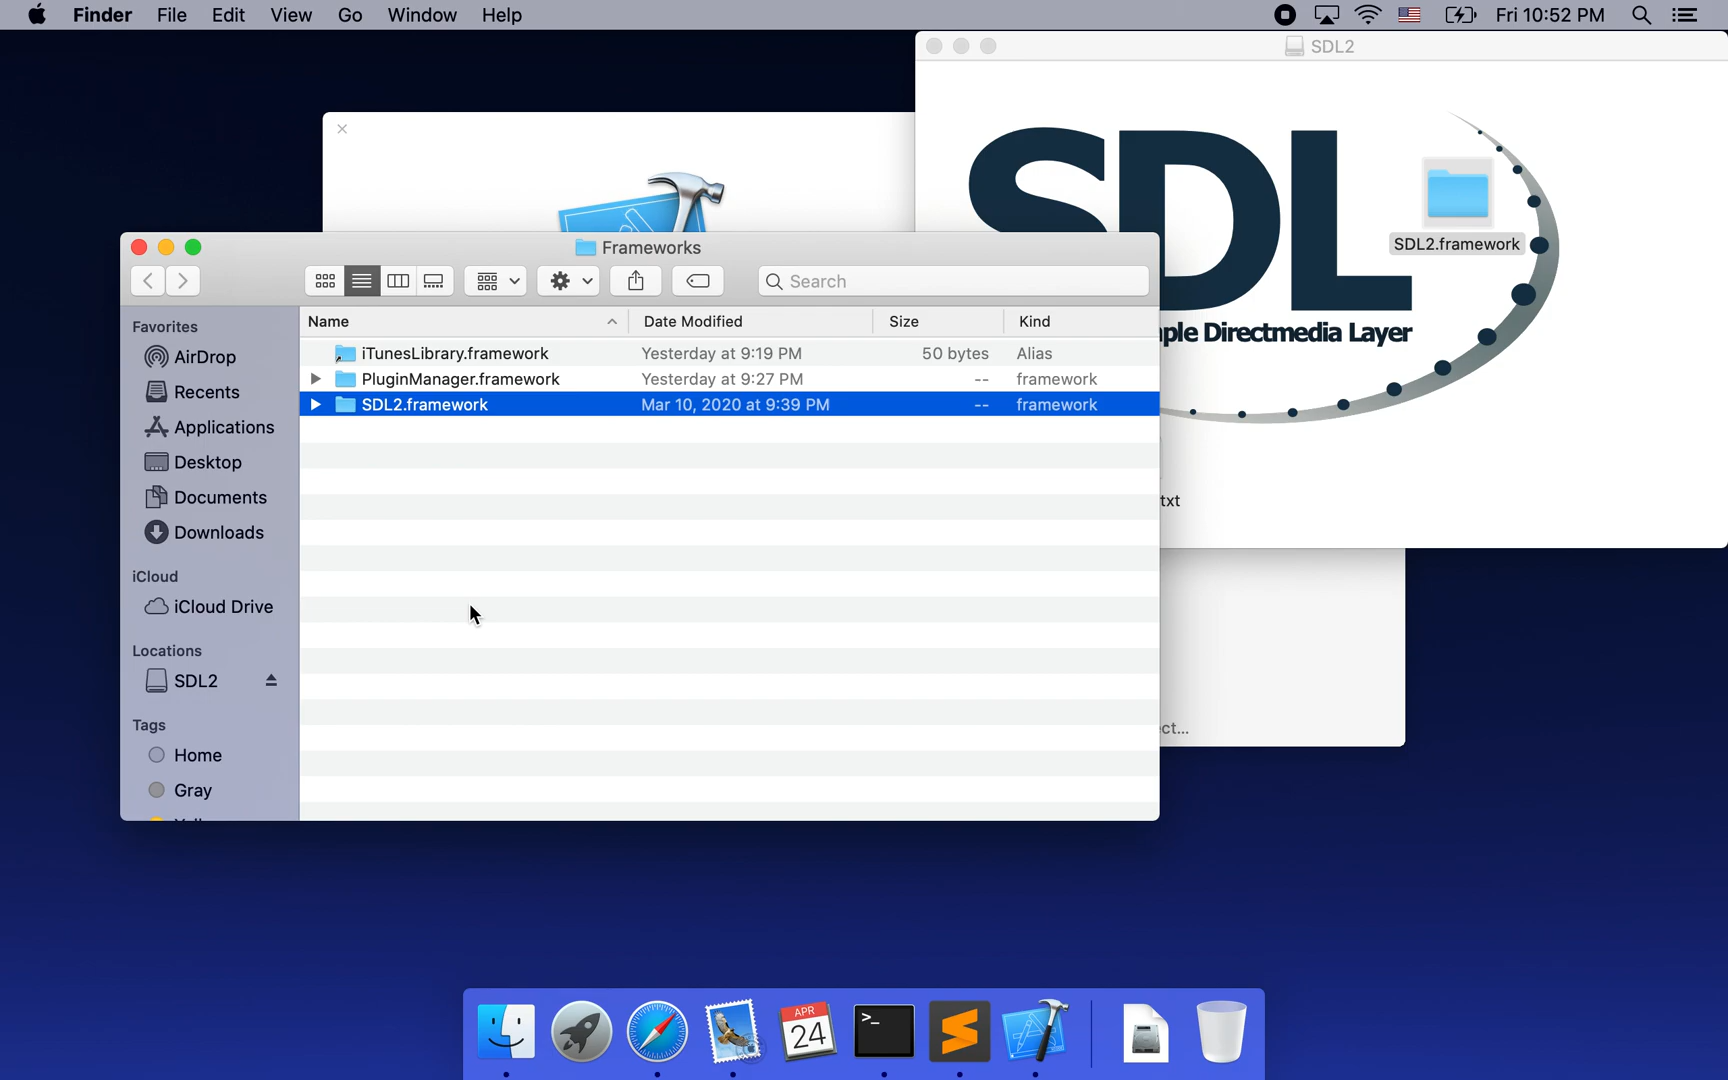 Finder File Edit View Go Window Help Fri 10:52 PM
SDL2
SDL
SDL2.framework
ple Directmedia Layer
txt
Frameworks
Search
Favorites
AirDrop
Recents
Applications
Desktop
Documents
Downloads
iCloud
iCloud Drive
Locations
SDL2
Tags
Home
Gray
Name Date Modified Size Kind
iTunesLibrary.framework Yesterday at 9:19 PM 50 bytes Alias
PluginManager.framework Yesterday at 9:27 PM -- framework
SDL2.framework Mar 10, 2020 at 9:39 PM -- framework
ct...
APR
24
>_